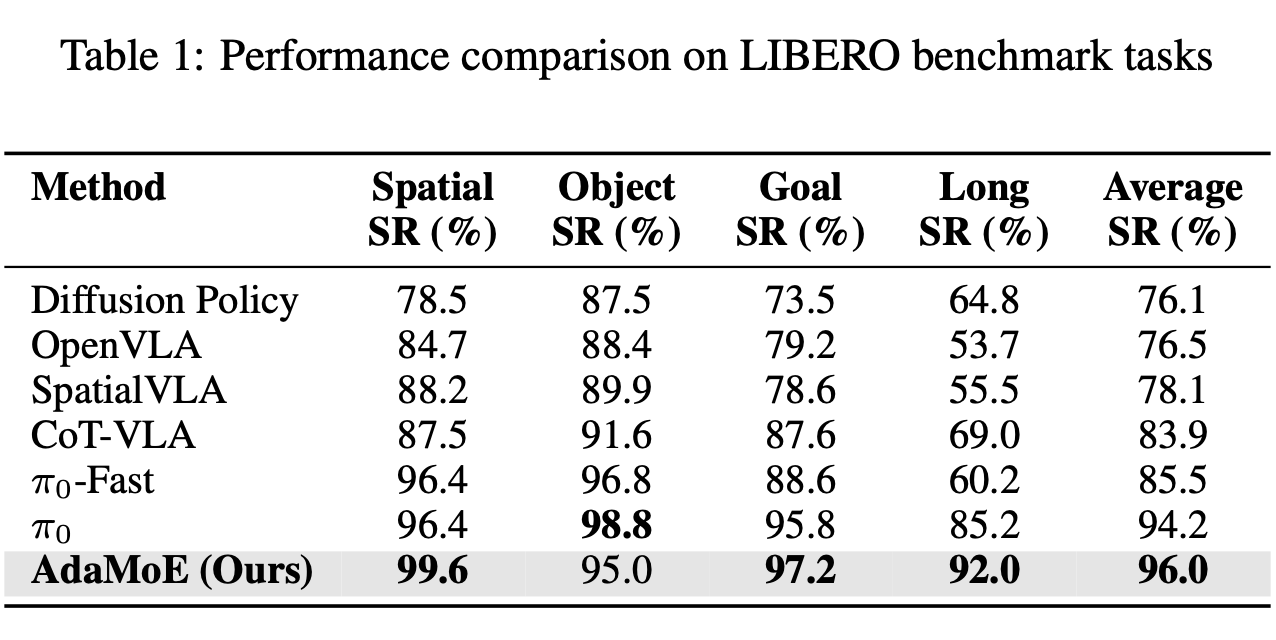 Table 1: Performance comparison on LIBERO benchmark tasks
Method Spatial SR (%) Object SR (%) Goal SR (%) Long SR (%) Average SR (%)
Diffusion Policy 78.5 87.5 73.5 64.8 76.1
OpenVLA 84.7 88.4 79.2 53.7 76.5
SpatialVLA 88.2 89.9 78.6 55.5 78.1
CoT-VLA 87.5 91.6 87.6 69.0 83.9
π₀-Fast 96.4 96.8 88.6 60.2 85.5
π₀ 96.4 98.8 95.8 85.2 94.2
AdaMoE (Ours) 99.6 95.0 97.2 92.0 96.0